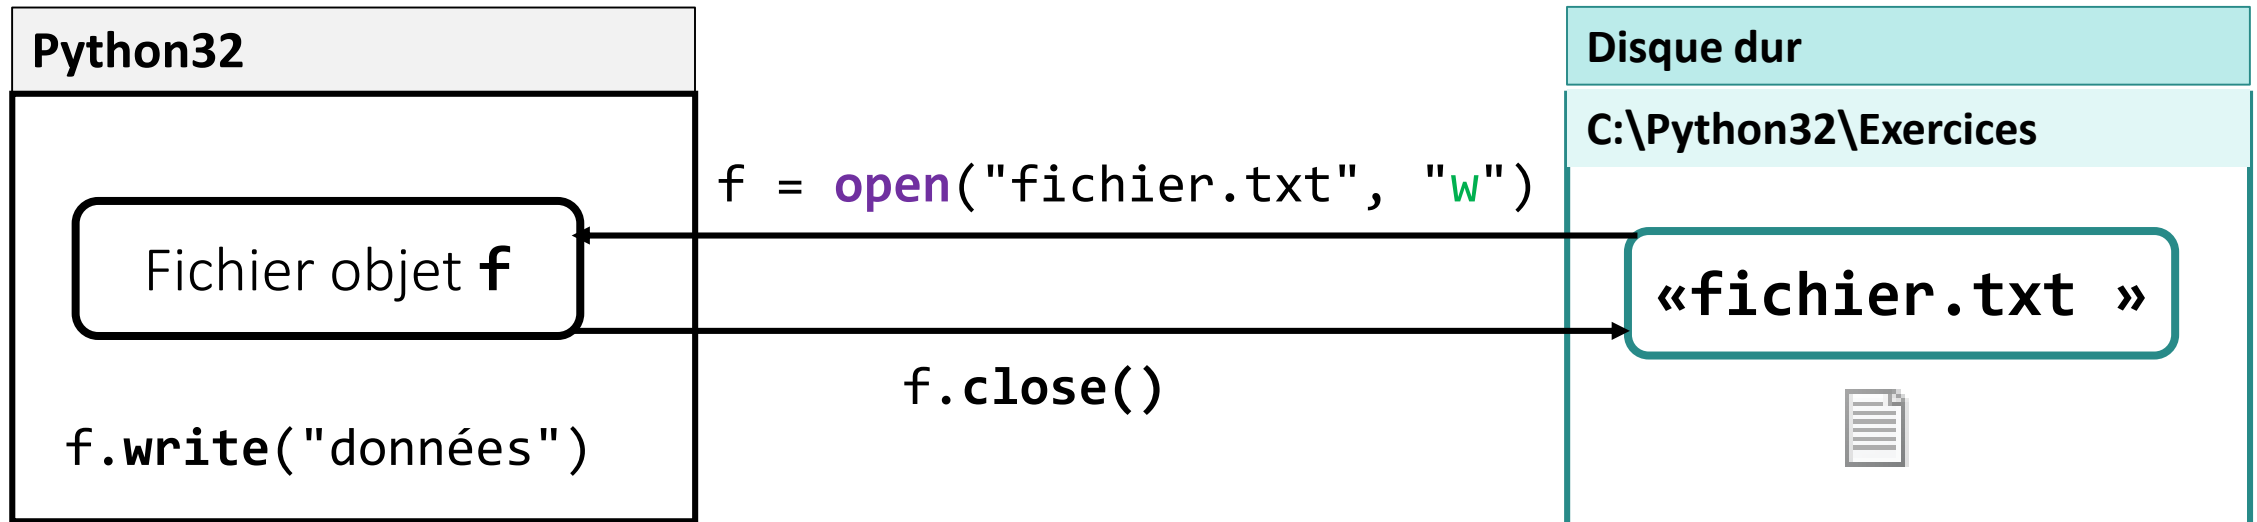 Python32
Disque dur
C:\Python32\Exercices
f = open("fichier.txt", "w")
Fichier objet f
«fichier.txt »
f.close()
f.write("données")